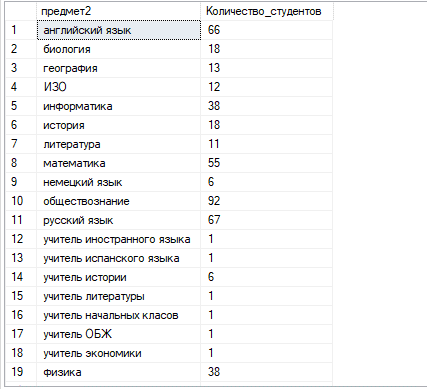 предмет2 Количество_студентов
1 английский язык 66
2 биология 18
3 география 13
4 ИЗО 12
5 информатика 38
6 история 18
7 литература 11
8 математика 55
9 немецкий язык 6
10 обществознание 92
11 русский язык 67
12 учитель иностранного языка 1
13 учитель испанского языка 1
14 учитель истории 6
15 учитель литературы 1
16 учитель начальных класов 1
17 учитель ОБЖ 1
18 учитель экономики 1
19 физика 38